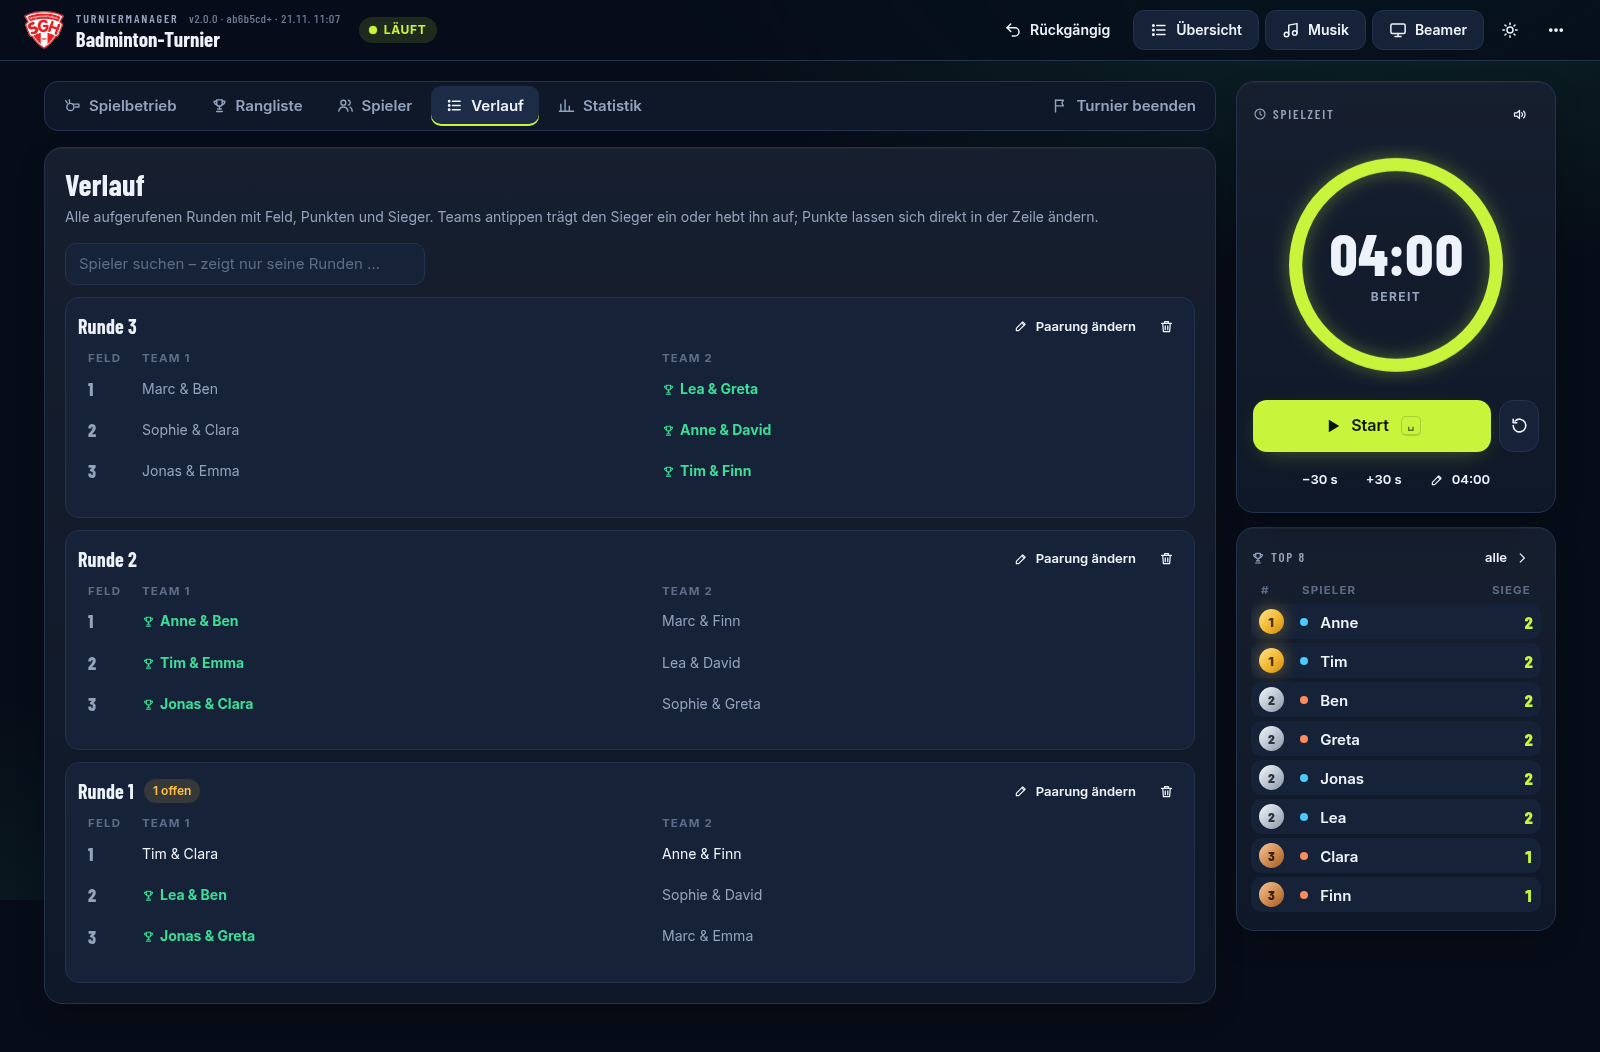 SGH
TURNIERMANAGER v2.0.0 · ab6b5cd+ · 21.11. 11:07
Badminton-Turnier
LÄUFT
Rückgängig
Übersicht
Musik
Beamer
Spielbetrieb
Rangliste
Spieler
Verlauf
Statistik
Turnier beenden
Verlauf
Alle aufgerufenen Runden mit Feld, Punkten und Sieger. Teams antippen trägt den Sieger ein oder hebt ihn auf; Punkte lassen sich direkt in der Zeile ändern.
Spieler suchen – zeigt nur seine Runden ...
Runde 3 Paarung ändern
FELD TEAM 1 TEAM 2
1 Marc & Ben Lea & Greta
2 Sophie & Clara Anne & David
3 Jonas & Emma Tim & Finn
Runde 2 Paarung ändern
FELD TEAM 1 TEAM 2
1 Anne & Ben Marc & Finn
2 Tim & Emma Lea & David
3 Jonas & Clara Sophie & Greta
Runde 1 1 offen Paarung ändern
FELD TEAM 1 TEAM 2
1 Tim & Clara Anne & Finn
2 Lea & Ben Sophie & David
3 Jonas & Greta Marc & Emma
SPIELZEIT
04:00
BEREIT
Start ␣
−30 s +30 s 04:00
TOP 8 alle
# SPIELER SIEGE
1 Anne 2
1 Tim 2
2 Ben 2
2 Greta 2
2 Jonas 2
2 Lea 2
3 Clara 1
3 Finn 1